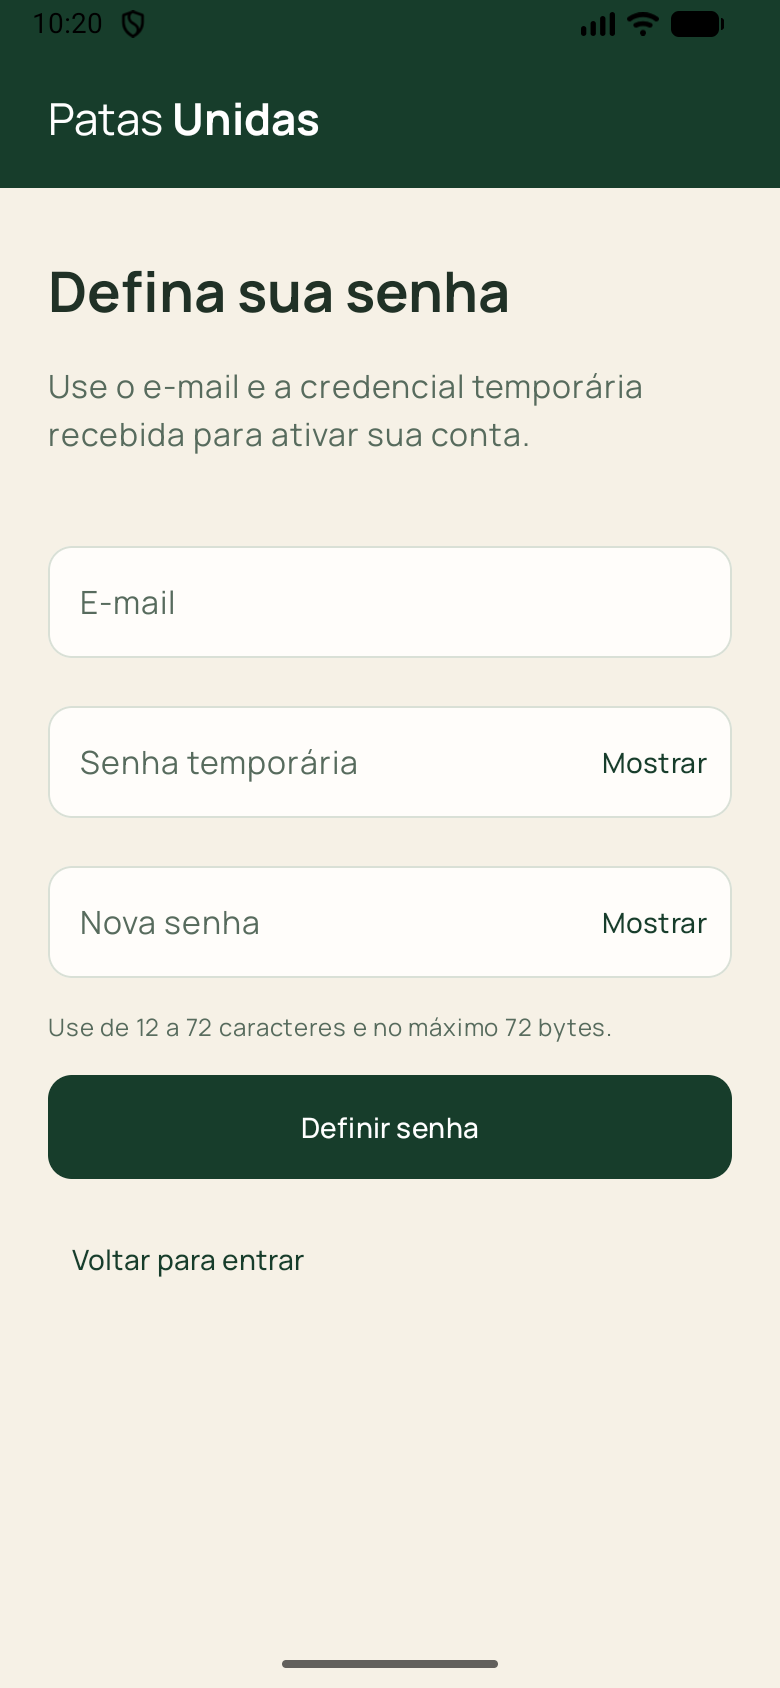 10:20
Patas Unidas
Defina sua senha
Use o e-mail e a credencial temporária
recebida para ativar sua conta.
E-mail
Senha temporária
Mostrar
Nova senha
Mostrar
Use de 12 a 72 caracteres e no máximo 72 bytes.
Definir senha
Voltar para entrar